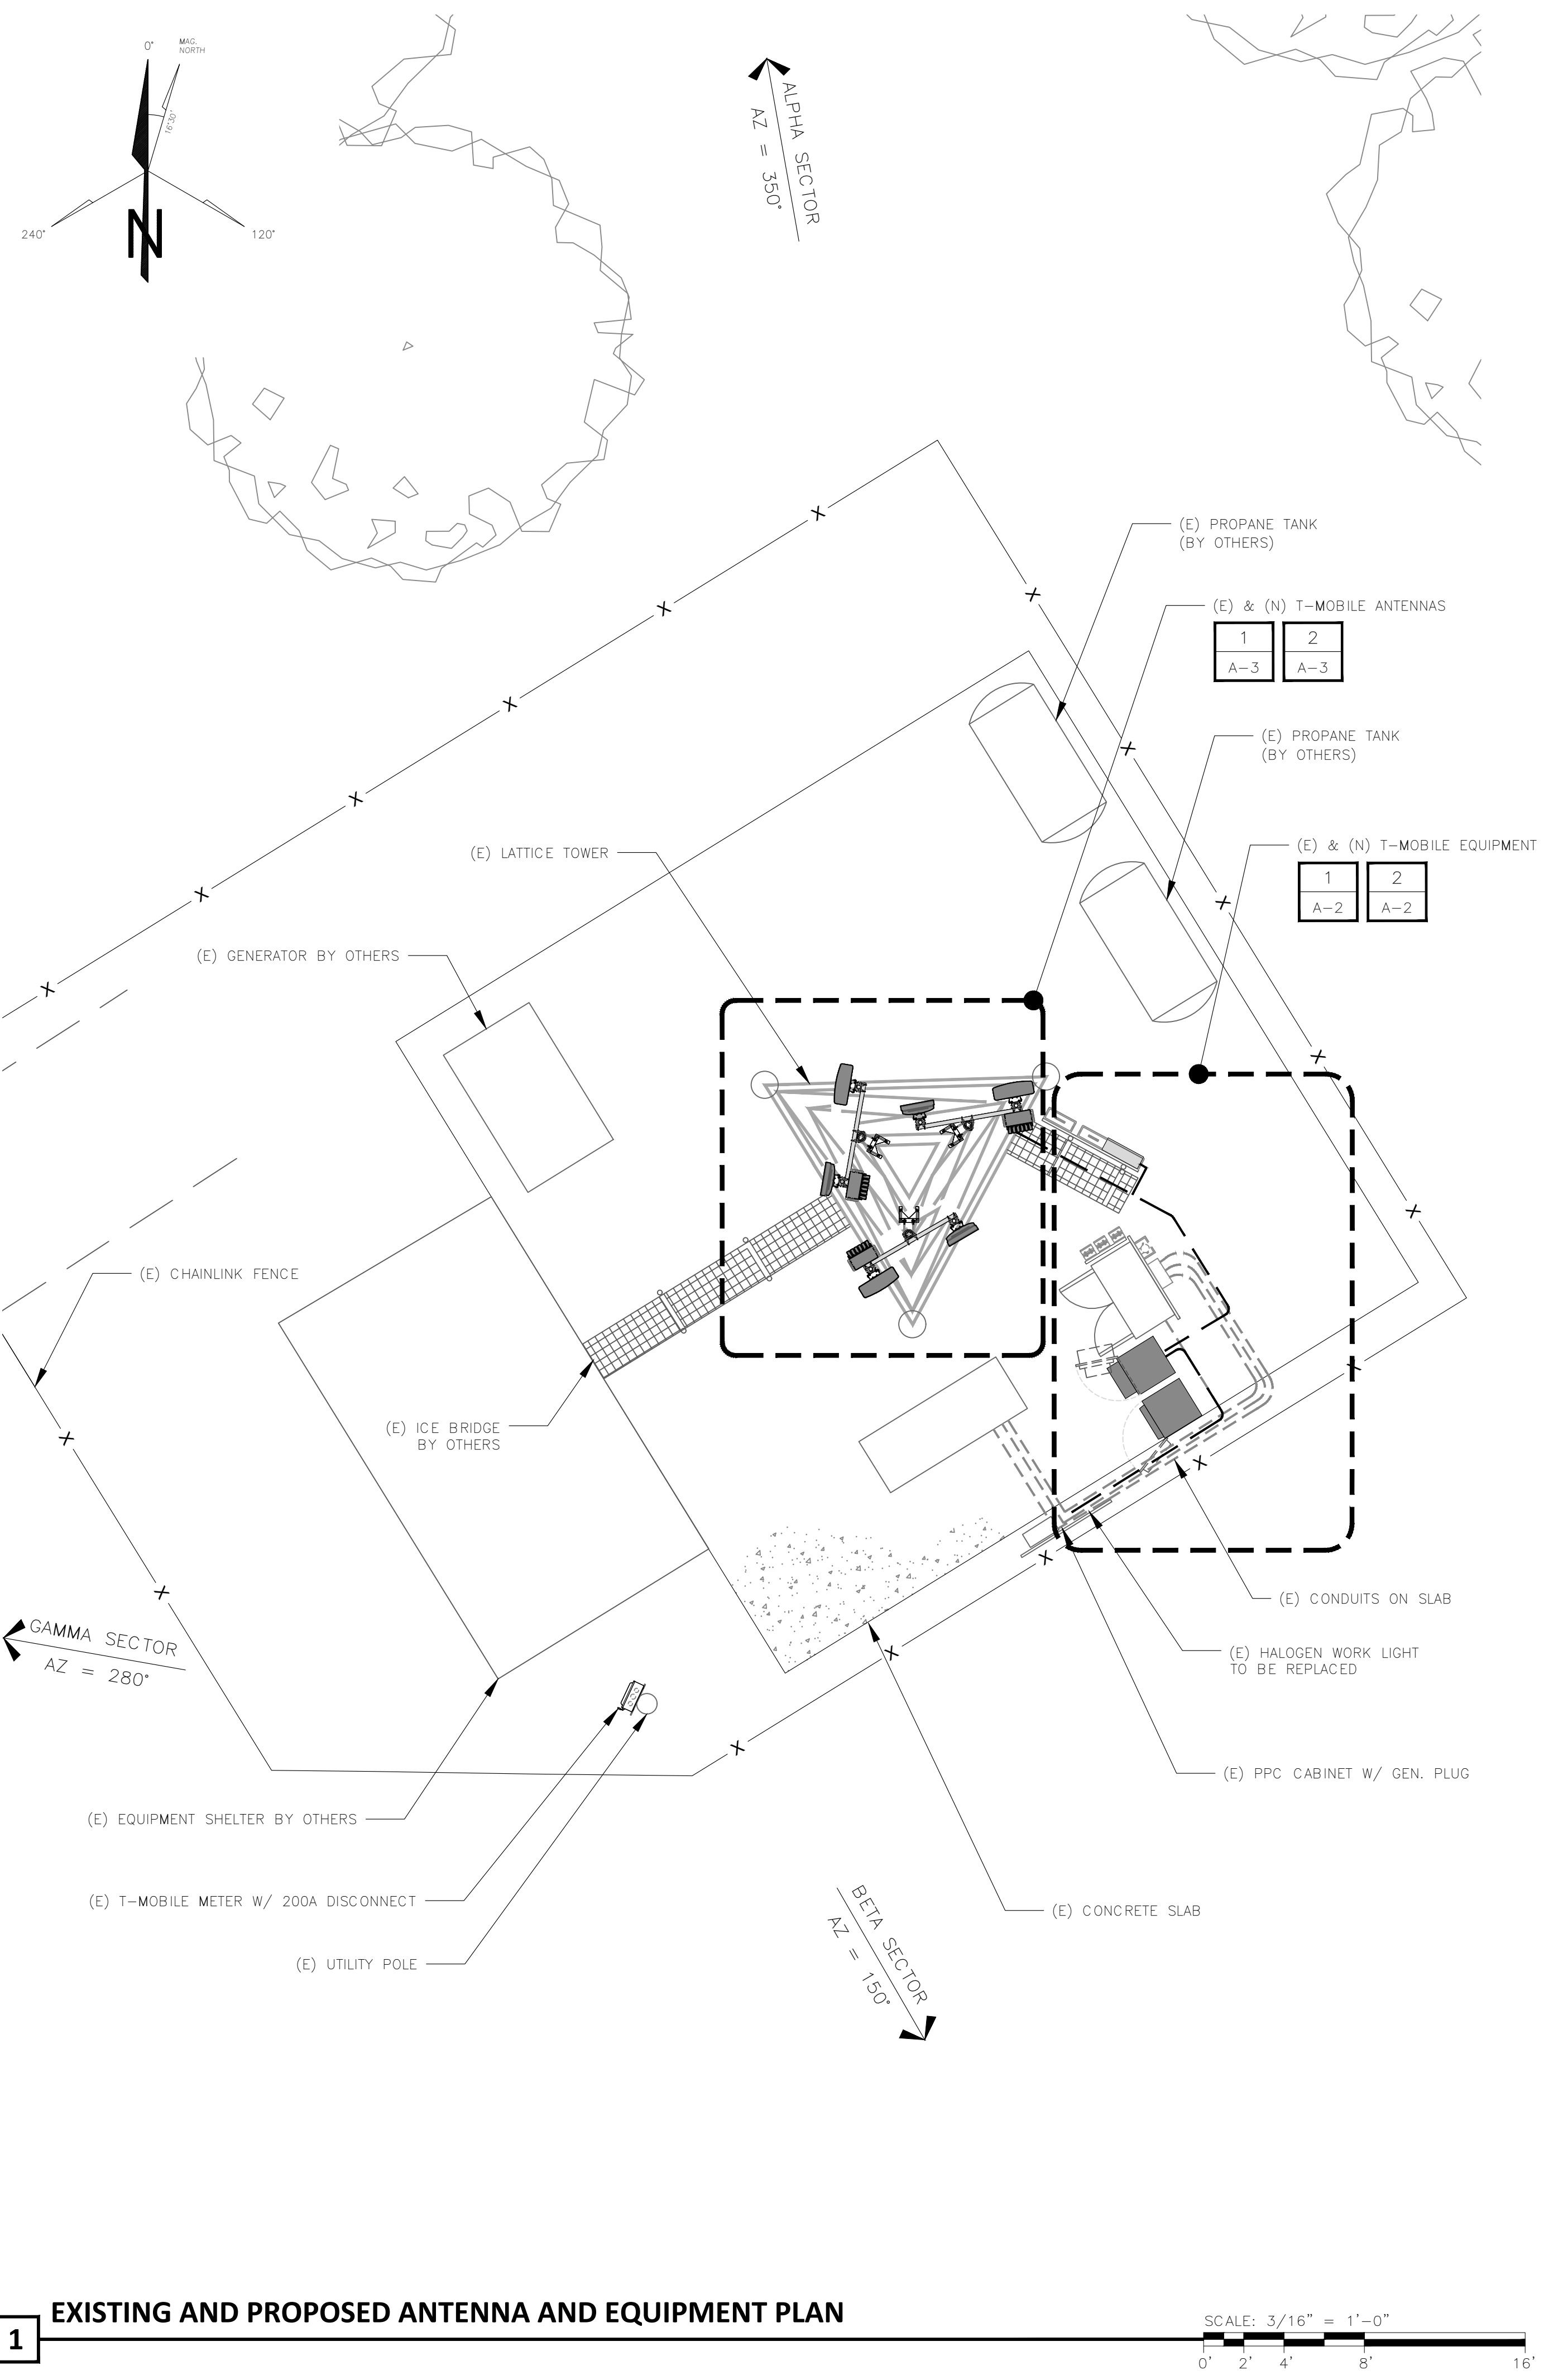 0°
MAG.
NORTH
16°30'
240°
N
120°
ALPHA SECTOR
AZ = 350°
(E) PROPANE TANK
(BY OTHERS)
(E) & (N) T-MOBILE ANTENNAS
1
A-3
2
A-3
(E) PROPANE TANK
(BY OTHERS)
(E) & (N) T-MOBILE EQUIPMENT
1
A-2
2
A-2
(E) LATTICE TOWER
(E) GENERATOR BY OTHERS
(E) CHAINLINK FENCE
(E) ICE BRIDGE
BY OTHERS
(E) CONDUITS ON SLAB
GAMMA SECTOR
AZ = 280°
(E) HALOGEN WORK LIGHT
TO BE REPLACED
(E) PPC CABINET W/ GEN. PLUG
(E) EQUIPMENT SHELTER BY OTHERS
(E) T-MOBILE METER W/ 200A DISCONNECT
(E) CONCRETE SLAB
(E) UTILITY POLE
BETA SECTOR
AZ = 150°
1
EXISTING AND PROPOSED ANTENNA AND EQUIPMENT PLAN
SCALE: 3/16" = 1'-0"
0' 2' 4' 8' 16'